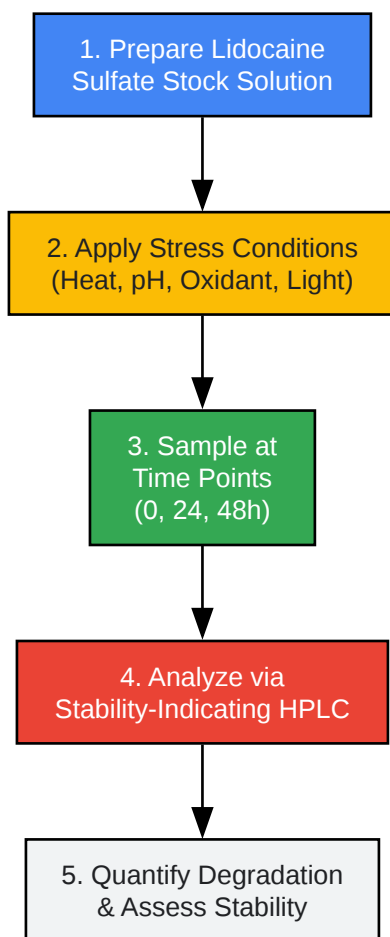 1. Prepare Lidocaine
Sulfate Stock Solution
2. Apply Stress Conditions
(Heat, pH, Oxidant, Light)
3. Sample at
Time Points
(0, 24, 48h)
4. Analyze via
Stability-Indicating HPLC
5. Quantify Degradation
& Assess Stability